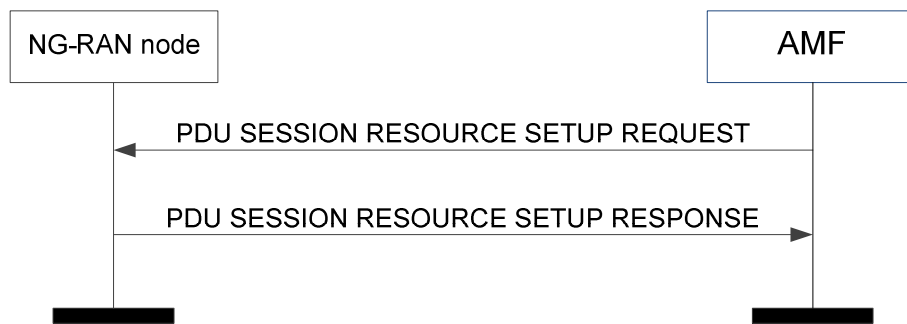 NG-RAN node
AMF
PDU SESSION RESOURCE SETUP REQUEST
PDU SESSION RESOURCE SETUP RESPONSE